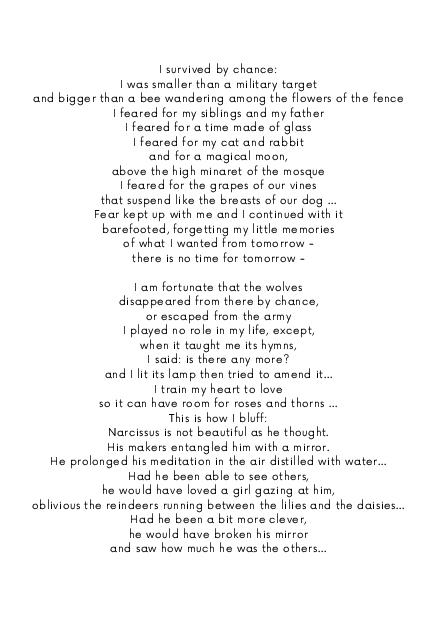 I survived by chance:
I was smaller than a military target
and bigger than a bee wandering among the flowers of the fence
I feared for my siblings and my father
I feared for a time made of glass
I feared for my cat and rabbit
and for a magical moon,
above the high minaret of the mosque
I feared for the grapes of our vines
that suspend like the breasts of our dog ...
Fear kept up with me and I continued with it
barefooted, forgetting my little memories
of what I wanted from tomorrow –
there is no time for tomorrow –
I am fortunate that the wolves
disappeared from there by chance,
or escaped from the army
I played no role in my life, except,
when it taught me its hymns,
I said: is there any more?
and I lit its lamp then tried to amend it...
I train my heart to love
so it can have room for roses and thorns ...
This is how I bluff:
Narcissus is not beautiful as he thought.
His makers entangled him with a mirror.
He prolonged his meditation in the air distilled with water...
Had he been able to see others,
he would have loved a girl gazing at him,
oblivious the reindeers running between the lilies and the daisies...
Had he been a bit more clever,
he would have broken his mirror
and saw how much he was the others...